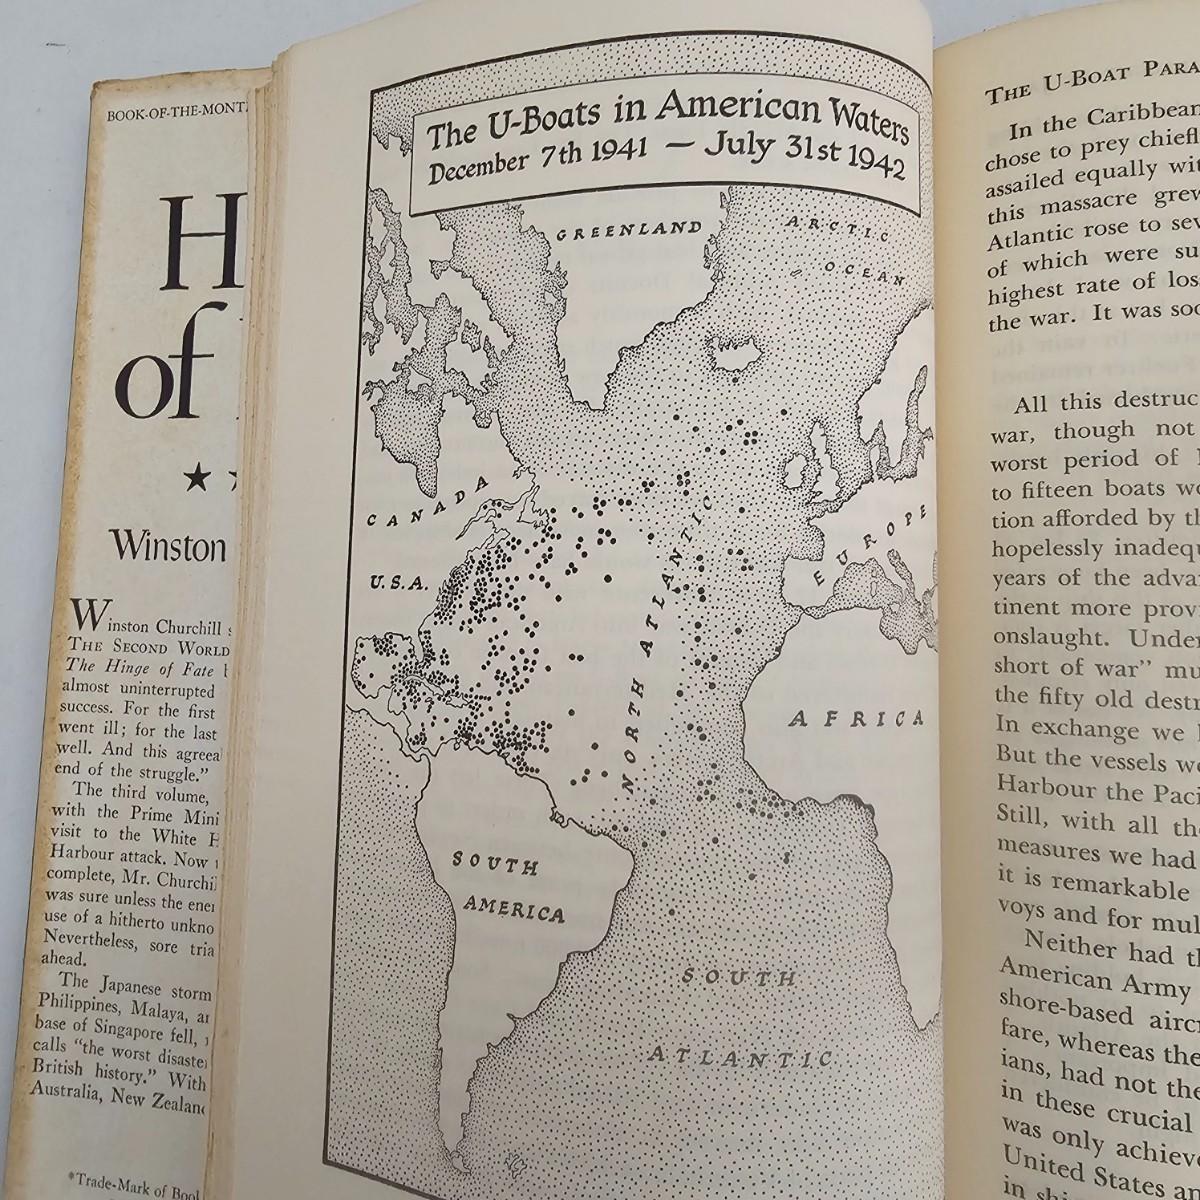 BOOK-OF-THE-MONT
H
of
Winston
Winston Churchill
THE SECOND WORLD
The Hinge of Fate
almost uninterrupted
success. For the first
went ill; for the last
well. And this agreea
end of the struggle."
The third volume,
with the Prime Mini
visit to the White H
Harbour attack. Now
complete, Mr. Churchi
was sure unless the ene
use of a hitherto unkno
Nevertheless, sore tria
ahead.
The Japanese storm
Philippines, Malaya, a
base of Singapore fell,
calls "the worst disaste
British history." With
Australia, New Zealan
*Trade-Mark of Boo
The U-Boats in American Waters
December 7th 1941 — July 31st 1942
GREENLAND
ARCTIC
OCEAN
CANADA
U.S.A.
EUROPE
NORTH ATLANTIC
AFRICA
SOUTH
AMERICA
SOUTH
ATLANTIC
THE U-BOAT PARA
In the Caribbean
chose to prey chiefl
assailed equally wit
this massacre grew
Atlantic rose to sev
of which were su
highest rate of los
the war. It was soo
All this destruc
war, though not
worst period of
to fifteen boats wo
tion afforded by th
hopelessly inadeq
years of the adva
tinent more prov
onslaught. Under
short of war" mu
the fifty old destr
In exchange we
But the vessels we
Harbour the Paci
Still, with all the
measures we had
it is remarkable
voys and for mul
Neither had th
American Army
shore-based airc
fare, whereas the
ians, had not the
in these crucial
was only achieve
United States an
in shi